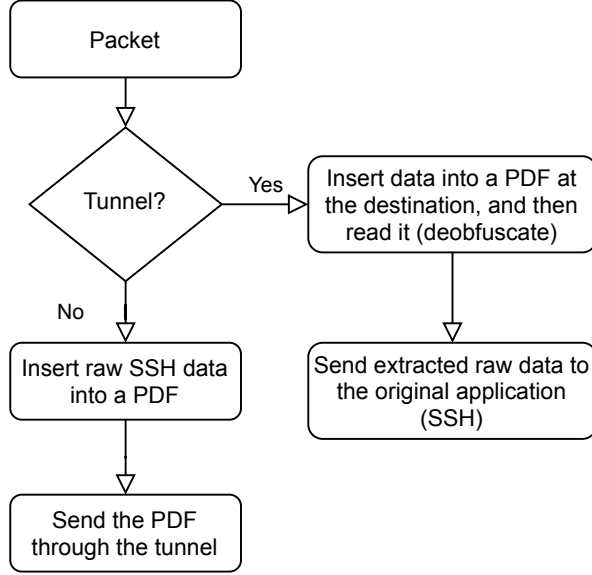 Packet
Tunnel?
Yes
Insert data into a PDF at
the destination, and then
read it (deobfuscate)
No
Insert raw SSH data
into a PDF
Send extracted raw data to
the original application
(SSH)
Send the PDF
through the tunnel